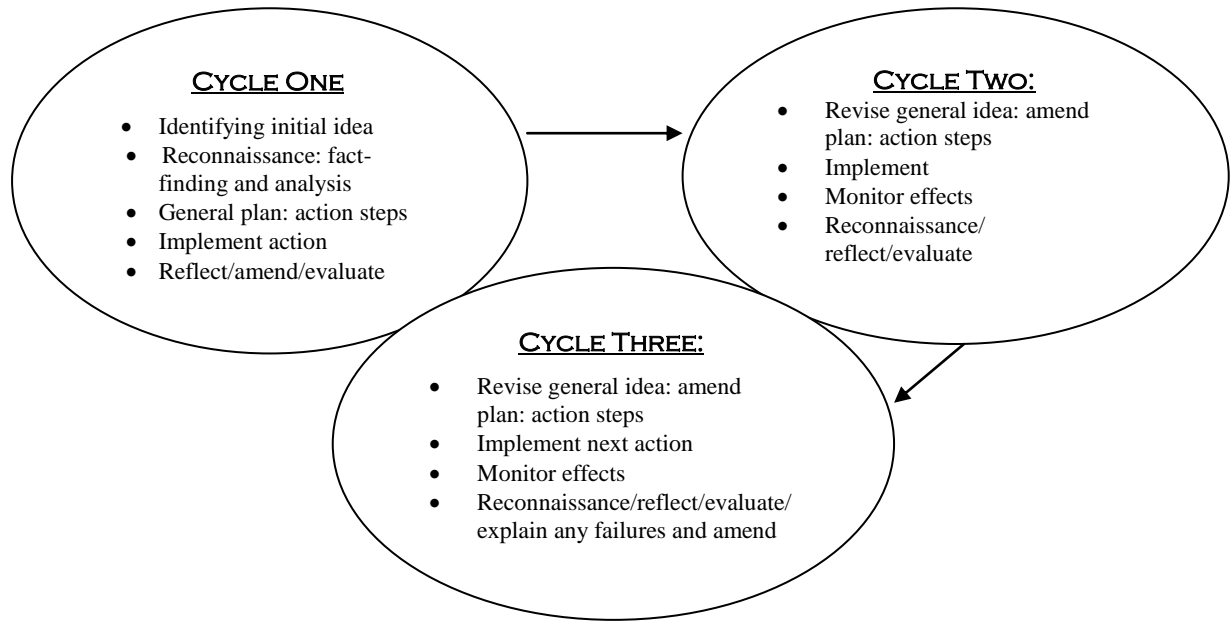 CYCLE ONE
• Identifying initial idea
• Reconnaissance: fact-
finding and analysis
• General plan: action steps
• Implement action
• Reflect/amend/evaluate
CYCLE TWO:
• Revise general idea: amend
plan: action steps
• Implement
• Monitor effects
• Reconnaissance/
reflect/evaluate
CYCLE THREE:
• Revise general idea: amend
plan: action steps
• Implement next action
• Monitor effects
• Reconnaissance/reflect/evaluate/
explain any failures and amend